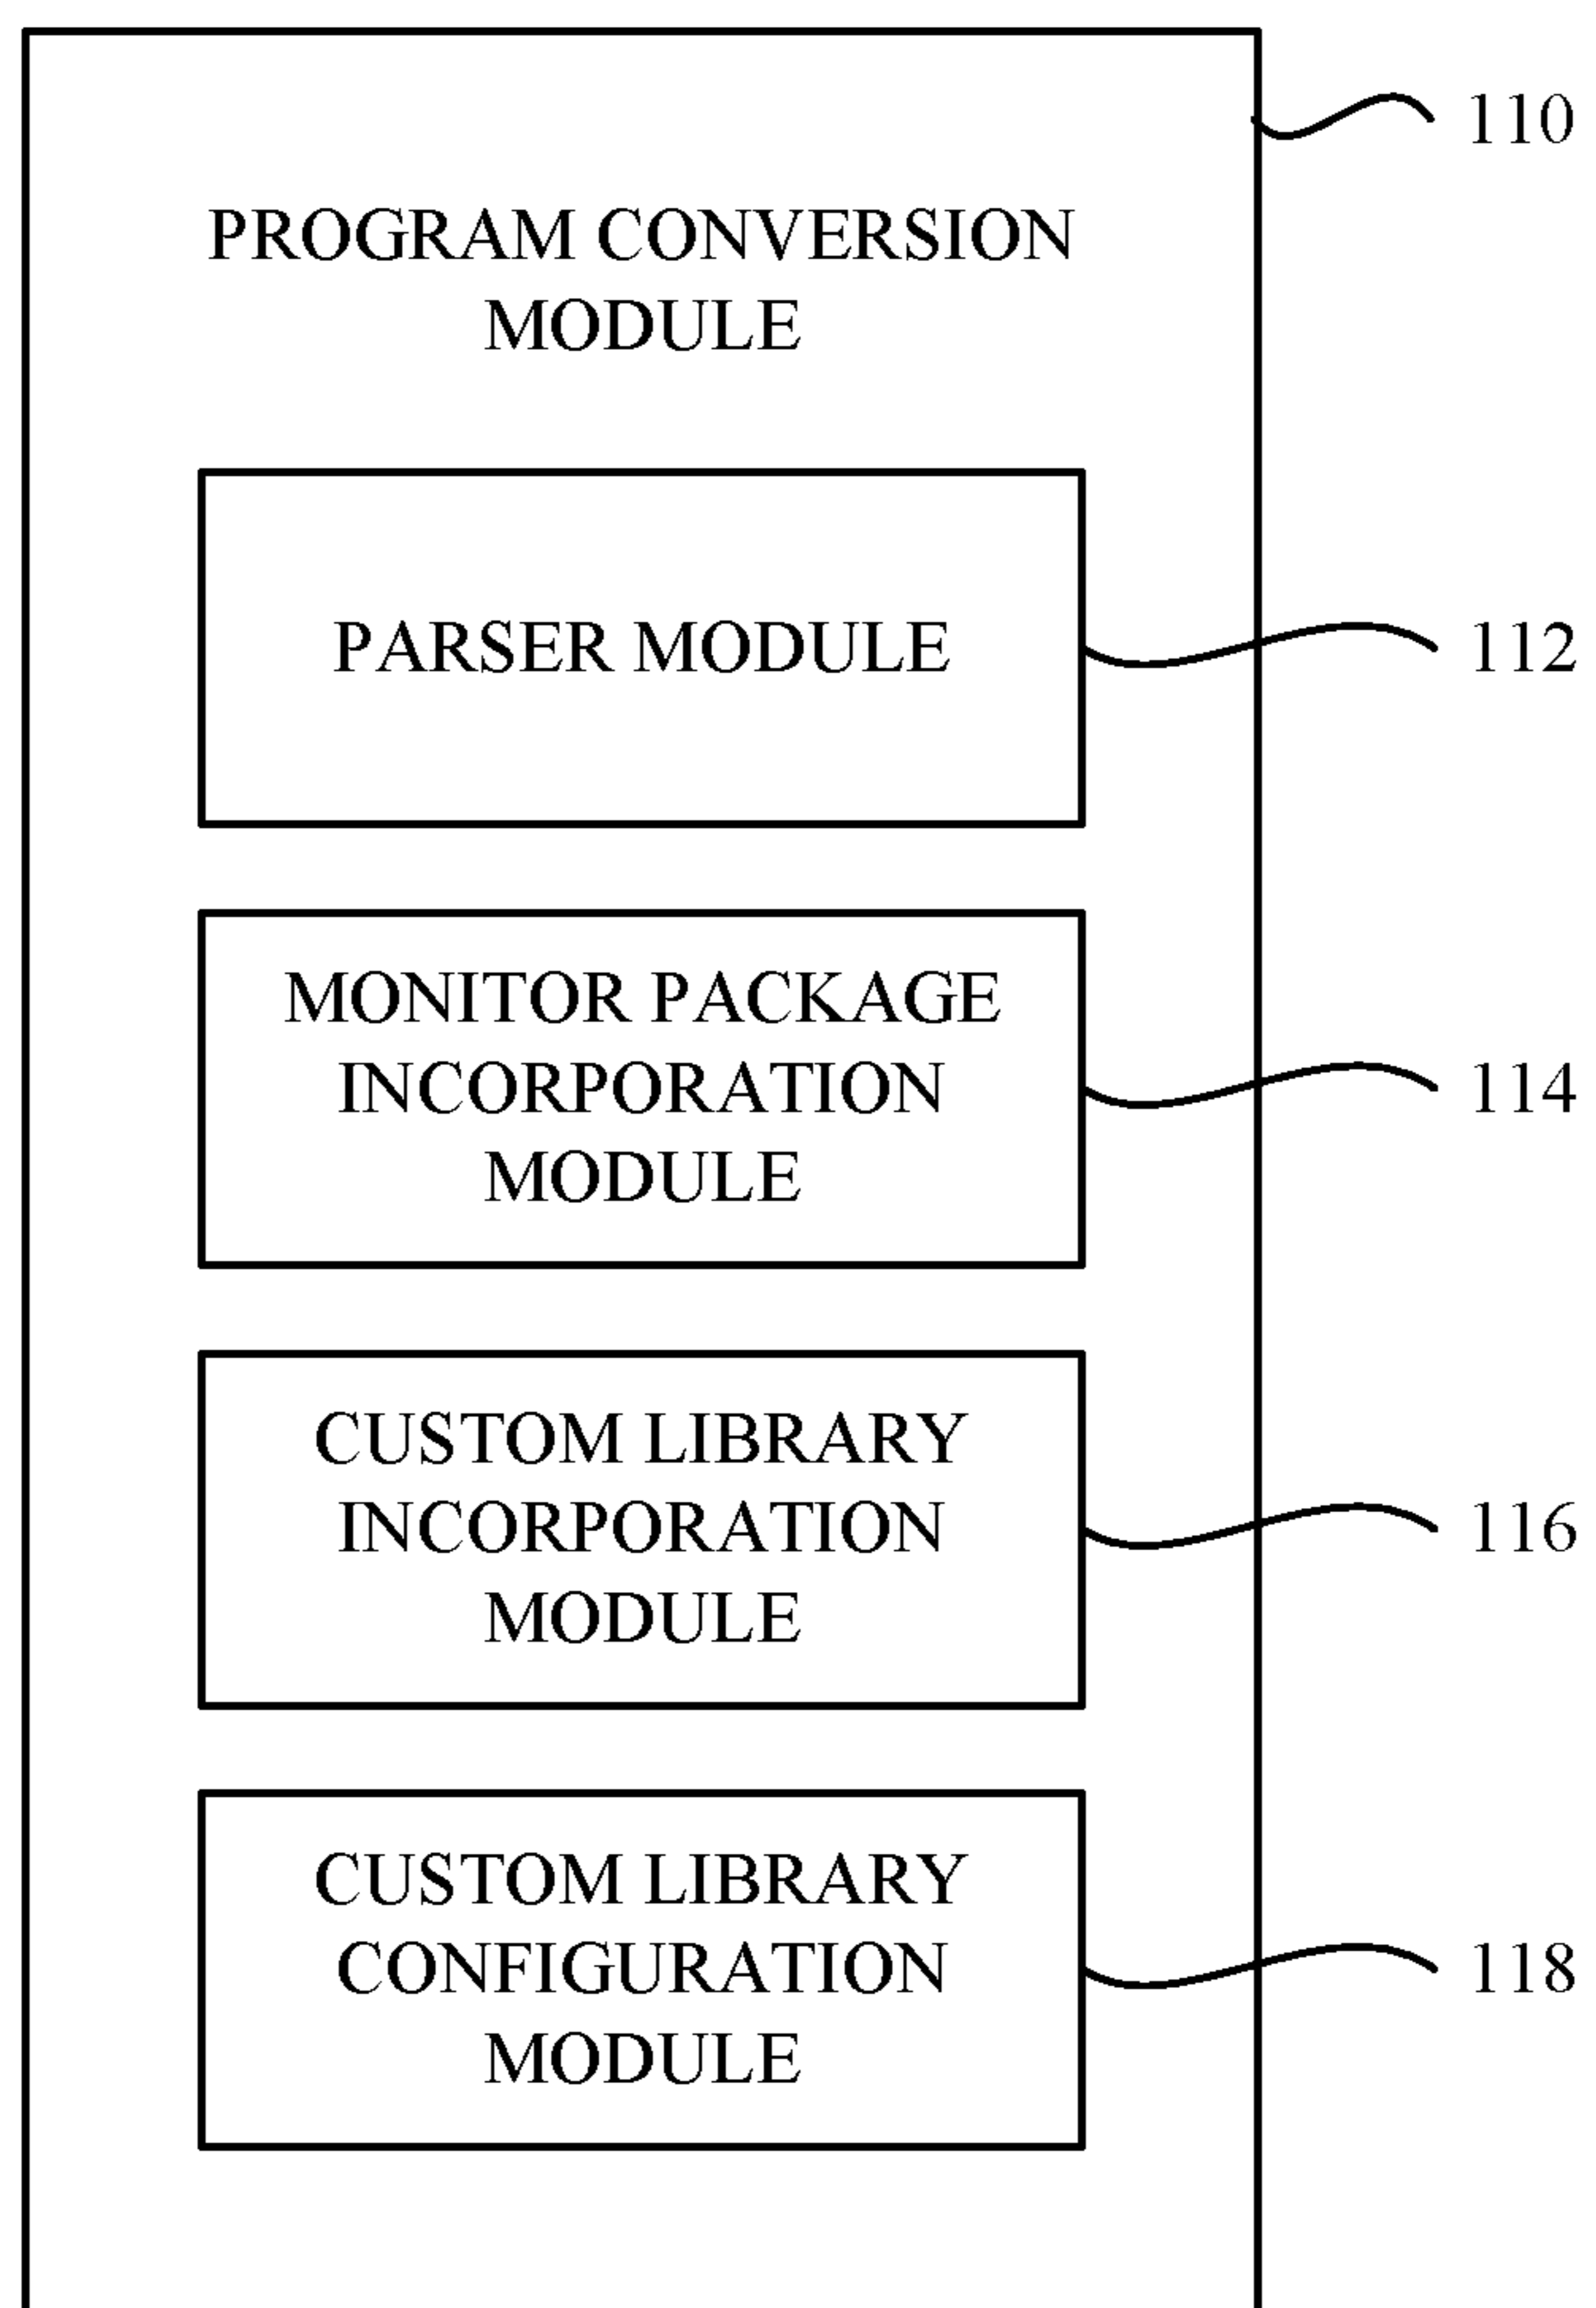 110
PROGRAM CONVERSION
MODULE
PARSER MODULE
112
MONITOR PACKAGE
INCORPORATION
MODULE
114
CUSTOM LIBRARY
INCORPORATION
MODULE
116
CUSTOM LIBRARY
CONFIGURATION
MODULE
118